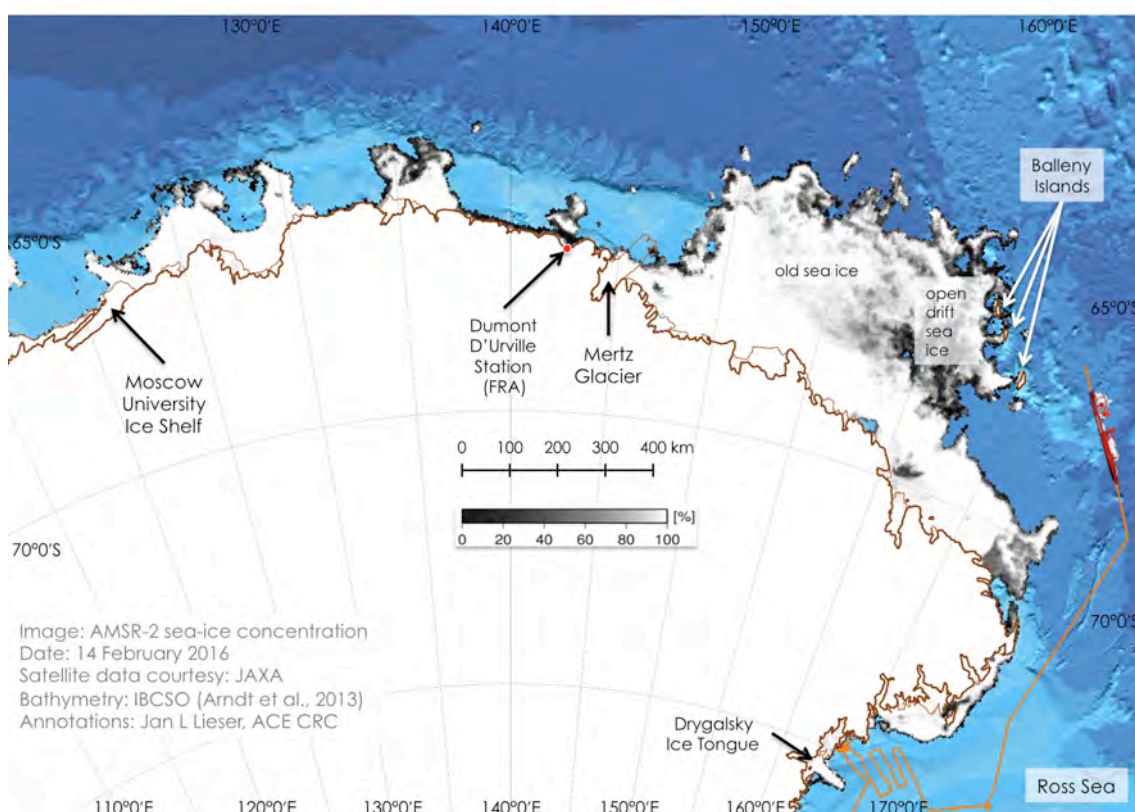 130°0'E
140°0'E
150°0'E
160°0'E
Balleny
Islands
65°0'S
old sea ice
open
drift
sea
ice
65°0'S
Dumont
D'Urville
Station
(FRA)
Mertz
Glacier
Moscow
University
Ice Shelf
0 100 200 300 400 km
[%]
0 20 40 60 80 100
70°0'S
70°0'S
Image: AMSR-2 sea-ice concentration
Date: 14 February 2016
Satellite data courtesy: JAXA
Bathymetry: IBCSO (Arndt et al., 2013)
Annotations: Jan L Lieser, ACE CRC
Drygalsky
Ice Tongue
Ross Sea
110°0'E
120°0'E
130°0'E
140°0'E
150°0'E
160°0'E
170°0'E